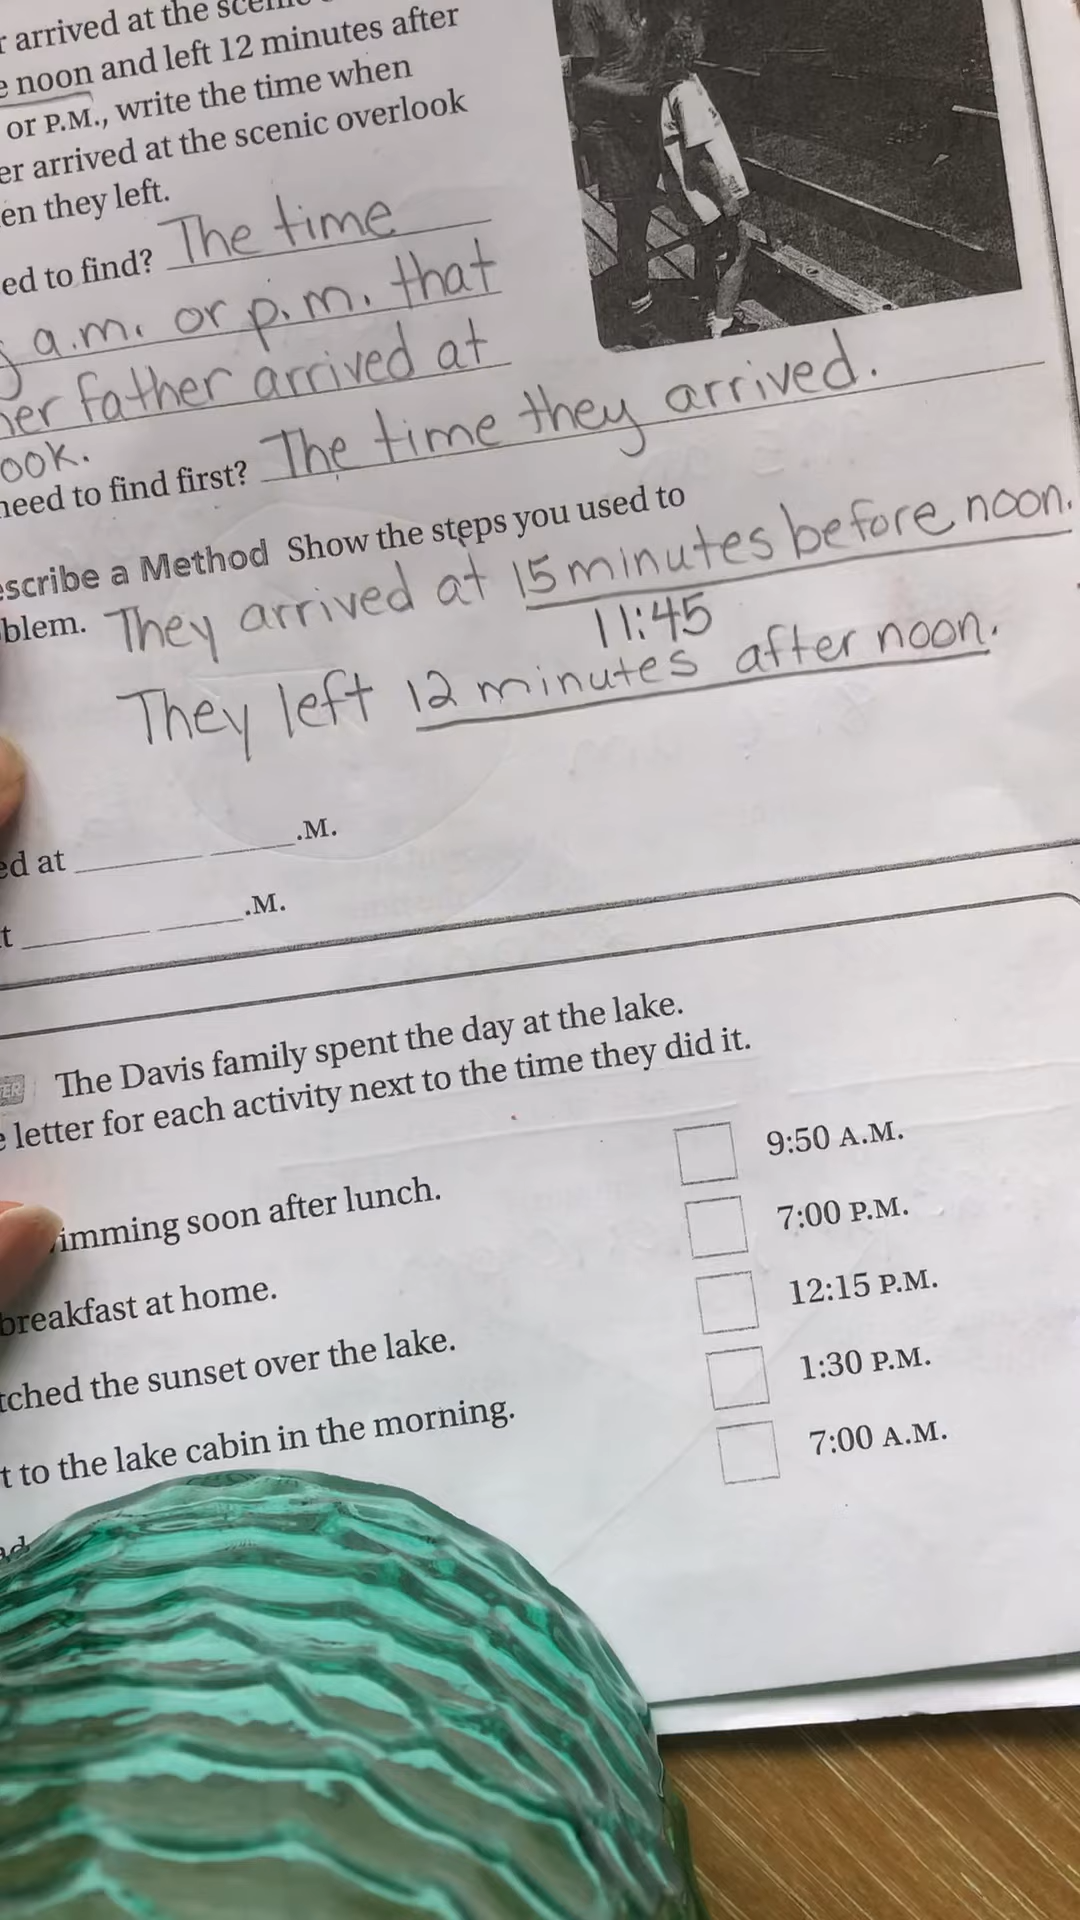 arrived at the
noon and left 12 minutes after
or P.M., write the time when
er arrived at the scenic overlook
en they left.
ed to find? The time
a.m. or p.m. that
her father arrived at
ook.
need to find first? The time they arrived.
escribe a Method Show the steps you used to
blem. They arrived at 15 minutes before noon.
11:45
They left 12 minutes after noon.
ed at .M.
t .M.
ER The Davis family spent the day at the lake.
letter for each activity next to the time they did it.
imming soon after lunch.
breakfast at home.
tched the sunset over the lake.
t to the lake cabin in the morning.
9:50 A.M.
7:00 P.M.
12:15 P.M.
1:30 P.M.
7:00 A.M.